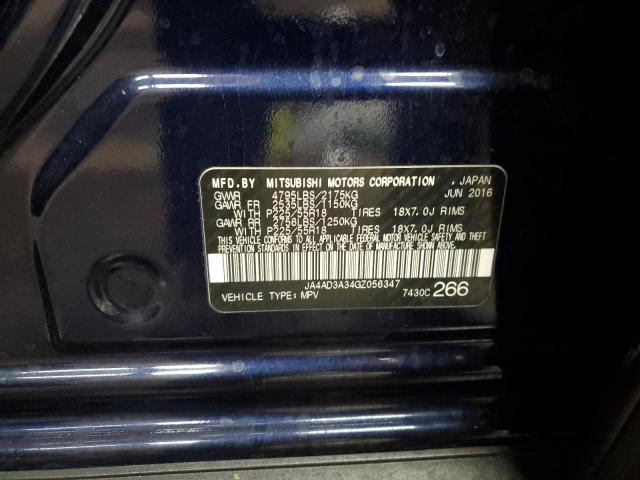 MFD.BY MITSUBISHI MOTORS CORPORATION , JAPAN
GVWR 4795LBS/2175KG JUN 2016
GAWR FR 2535LBS/1150KG
WITH P225/55R18 TIRES 18X7.0J RIMS
GAWR RR 2756LBS/1250KG
WITH P225/55R18 TIRES 18X7.0J RIMS
THIS VEHICLE CONFORMS TO ALL APPLICABLE
FEDERAL MOTOR VEHICLE SAFETY AND THEFT
PREVENTION STANDARDS IN EFFECT ON THE
DATE OF MANUFACTURE SHOWN ABOVE.
JA4AD3A34GZ056347
VEHICLE TYPE:MPV 7430C 266